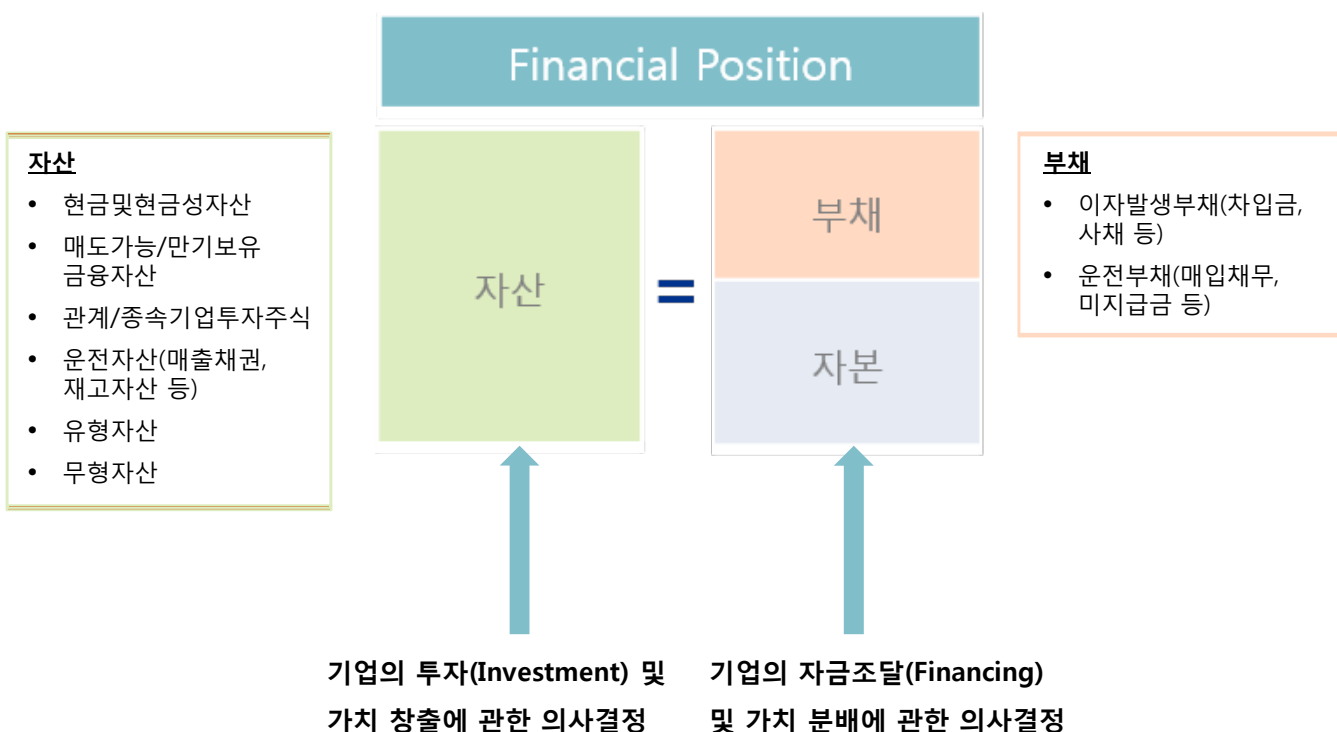 Financial Position
자산
• 현금및현금성자산
• 매도가능/만기보유
금융자산
• 관계/종속기업투자주식
• 운전자산(매출채권,
재고자산 등)
• 유형자산
• 무형자산
자산
=
부채
자본
부채
• 이자발생부채(차입금,
사채 등)
• 운전부채(매입채무,
미지급금 등)
기업의 투자(Investment) 및
가치 창출에 관한 의사결정
기업의 자금조달(Financing)
및 가치 분배에 관한 의사결정